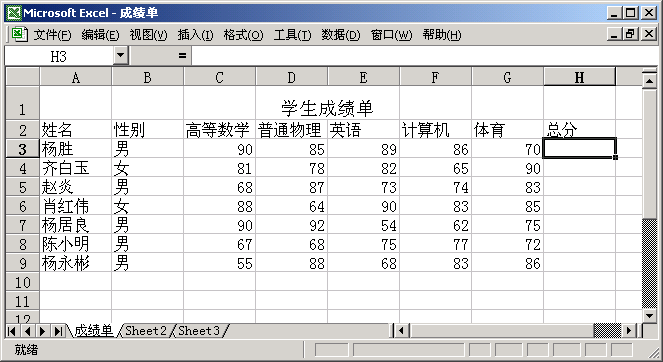 Microsoft Excel - 成绩单
文件(F) 编辑(E) 视图(V) 插入(I) 格式(O) 工具(T) 数据(D) 窗口(W) 帮助(H)
H3 =
A B C D E F G H
1 学生成绩单
2 姓名 性别 高等数学 普通物理 英语 计算机 体育 总分
3 杨胜 男 90 85 89 86 70
4 齐白玉 女 81 78 82 65 90
5 赵炎 男 68 87 73 74 83
6 肖红伟 女 88 64 90 83 85
7 杨居良 男 90 92 54 62 75
8 陈小明 男 67 68 75 77 72
9 杨永彬 男 55 88 68 83 86
10
11
12
成绩单 Sheet2 Sheet3
就绪